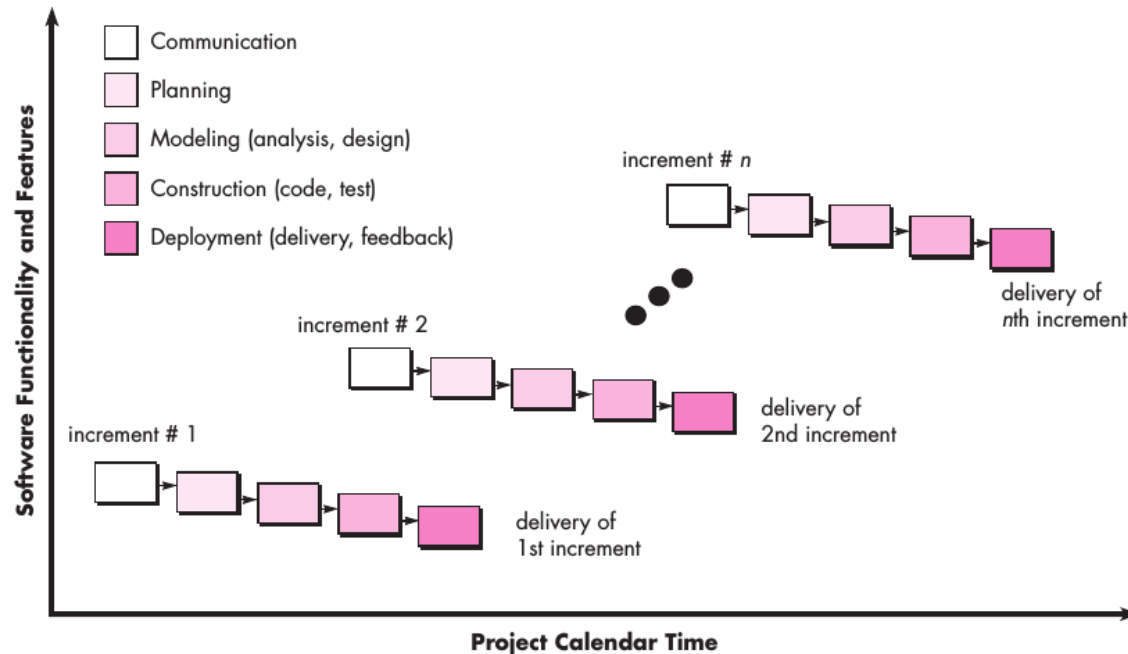 Communication
Planning
Modeling (analysis, design)
Construction (code, test)
Deployment (delivery, feedback)
increment # n
delivery of
nth increment
increment # 2
delivery of
2nd increment
increment # 1
delivery of
1st increment
Software Functionality and Features
Project Calendar Time